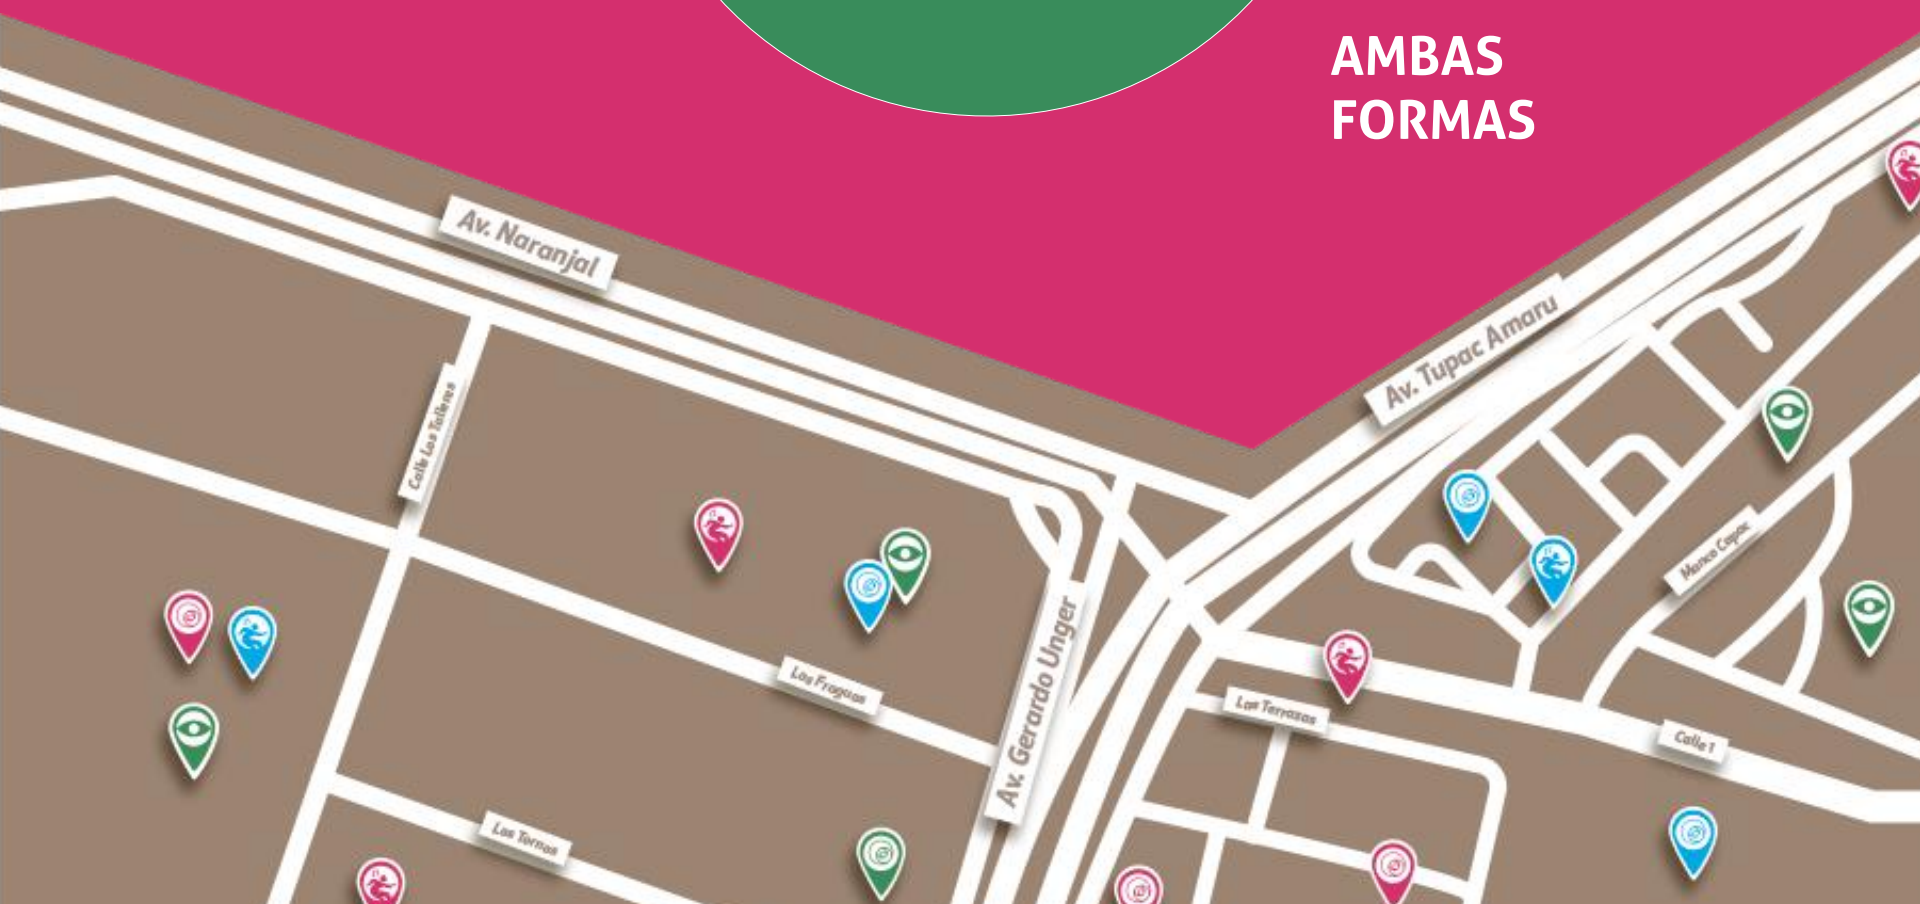 AMBAS
FORMAS
Av. Naranjal
Av. Tupac Amaru
Calle Los Talleres
Manco Capac
Av. Gerardo Unger
Las Fraguas
Las Terrazas
Calle 1
Los Tornos